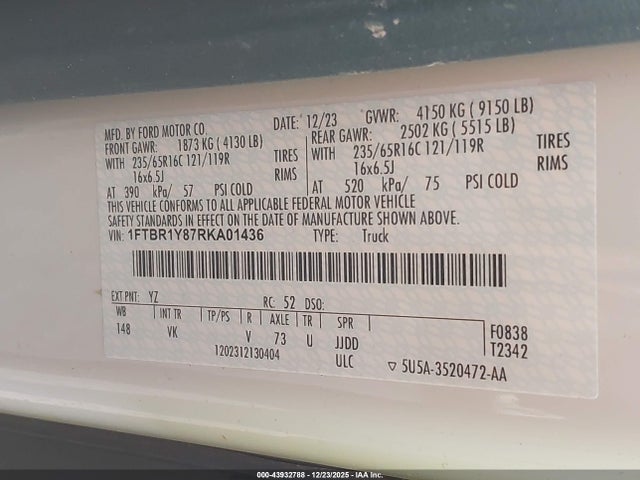 MFD. BY FORD MOTOR CO. DATE: 12/23 GVWR: 4150 KG ( 9150 LB)
FRONT GAWR: 1873 KG ( 4130 LB) REAR GAWR: 2502 KG ( 5515 LB)
WITH 235/65R16C 121/119R TIRES WITH 235/65R16C 121/119R TIRES
16x6.5J RIMS 16x6.5J RIMS
AT 390 kPa/ 57 PSI COLD AT 520 kPa/ 75 PSI COLD
THIS VEHICLE CONFORMS TO ALL APPLICABLE FEDERAL MOTOR VEHICLE
SAFETY STANDARDS IN EFFECT ON THE DATE OF MANUFACTURE SHOWN ABOVE.
VIN: 1FTBR1Y87RKA01436 TYPE: Truck
EXT PNT: YZ RC: 52 DSO:
WB INT TR TP/PS R AXLE TR SPR F0838
148 VK V 73 U JJDD T2342
1202312130404 ULC ▽ 5U5A-3520472-AA
000-43932788 • 12/23/2025 • IAA Inc.